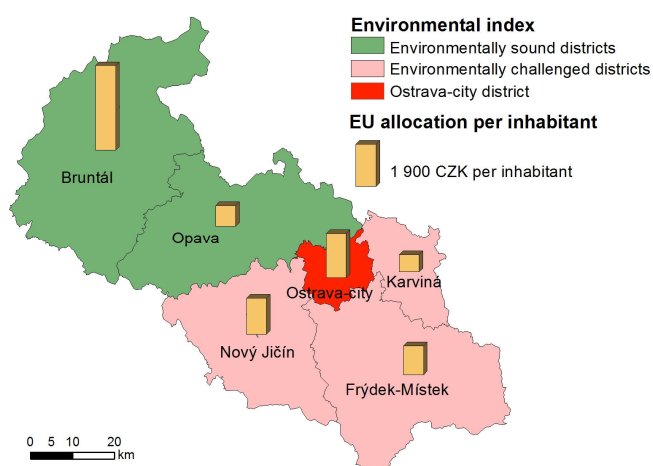 Environmental index
Environmentally sound districts
Environmentally challenged districts
Ostrava-city district
EU allocation per inhabitant
1 900 CZK per inhabitant
Bruntál
Opava
Ostrava-city
Karviná
Nový Jičín
Frýdek-Místek
0 5 10 20
km